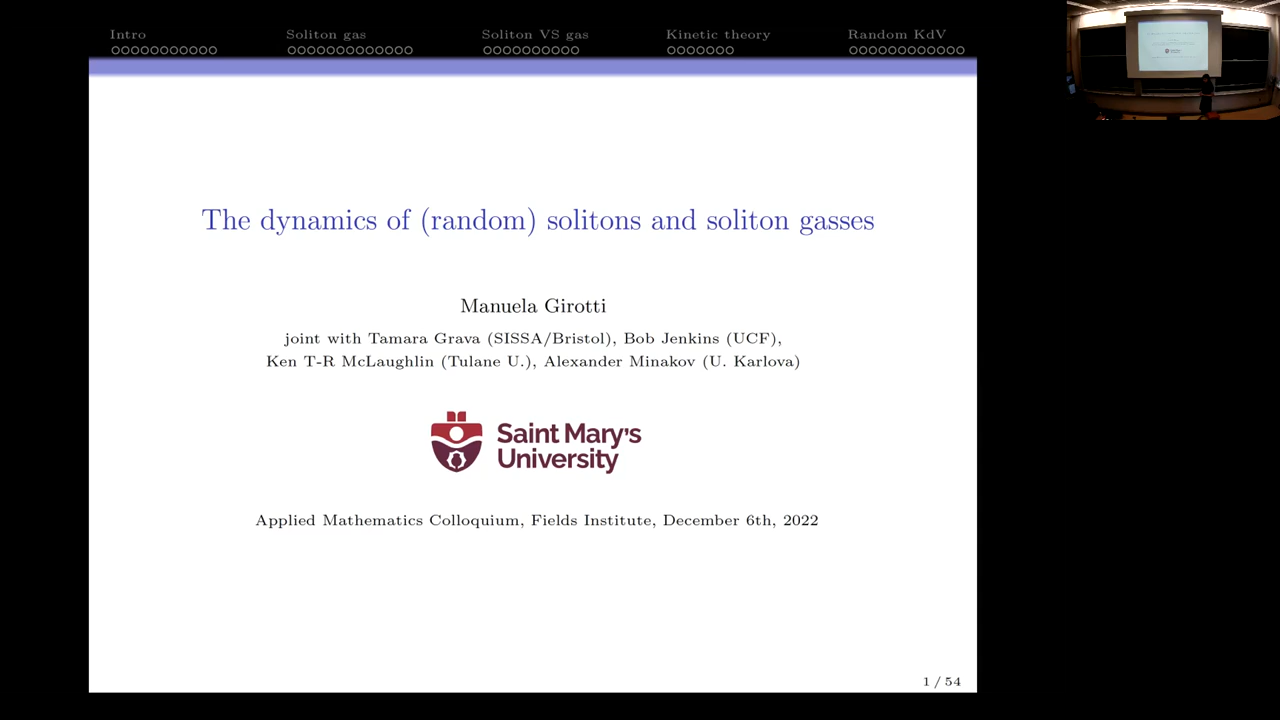 Intro Soliton gas Soliton VS gas Kinetic theory Random KdV
The dynamics of (random) solitons and soliton gasses
Manuela Girotti
joint with Tamara Grava (SISSA/Bristol), Bob Jenkins (UCF),
Ken T-R McLaughlin (Tulane U.), Alexander Minakov (U. Karlova)
Saint Mary's
University
Applied Mathematics Colloquium, Fields Institute, December 6th, 2022
1 / 54